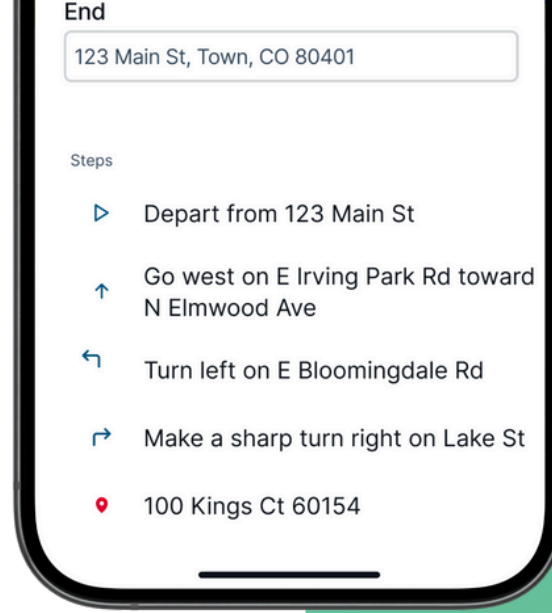 End
123 Main St, Town, CO 80401
Steps
Depart from 123 Main St
Go west on E Irving Park Rd toward
N Elmwood Ave
Turn left on E Bloomingdale Rd
Make a sharp turn right on Lake St
100 Kings Ct 60154